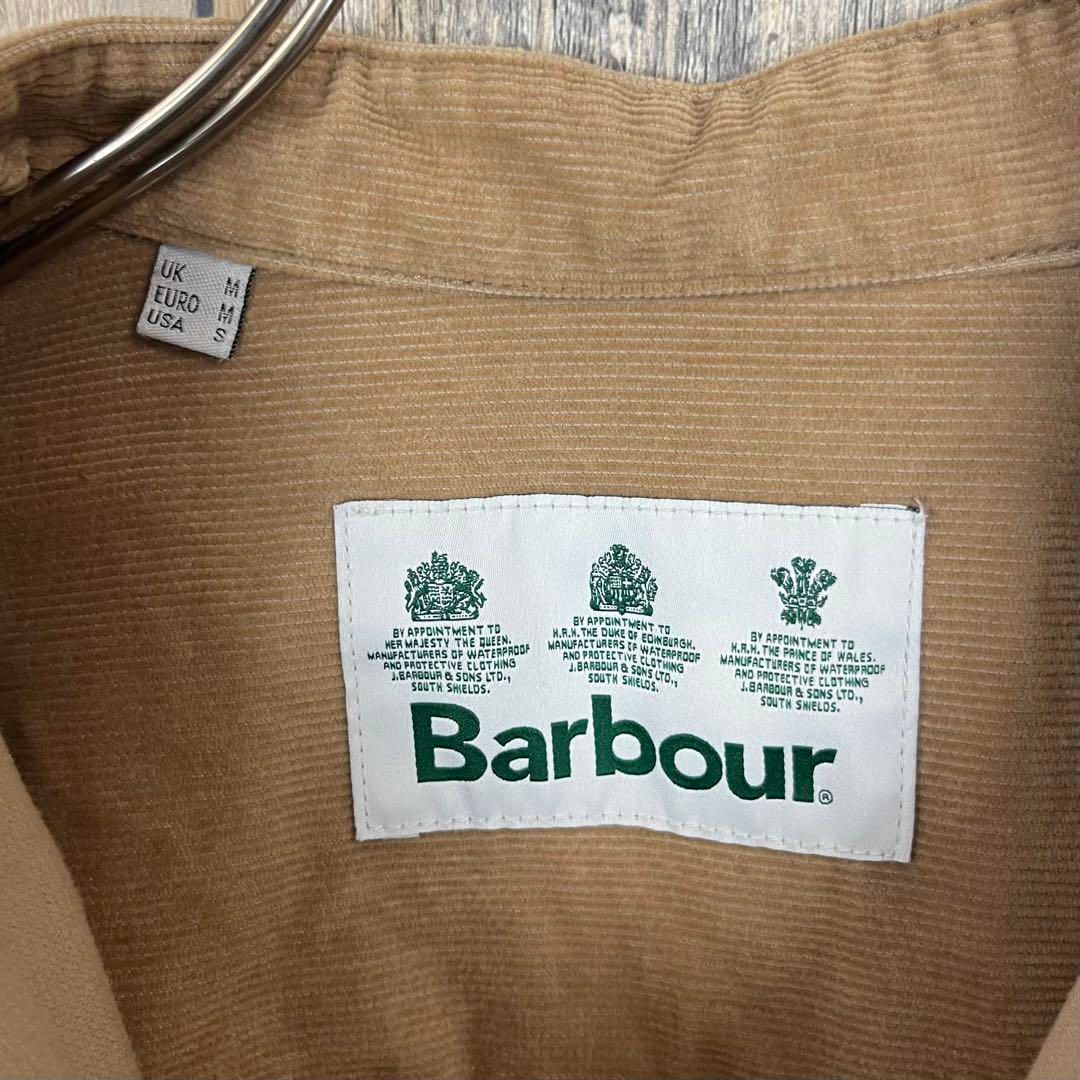 UK M
EURO M
USA S
BY APPOINTMENT TO
HER MAJESTY THE QUEEN.
MANUFACTURERS OF WATERPROOF
AND PROTECTIVE CLOTHING
J.BARBOUR & SONS LTD.,
SOUTH SHIELDS.
BY APPOINTMENT TO
H.R.H. THE DUKE OF EDINBURGH.
MANUFACTURERS OF WATERPROOF
AND PROTECTIVE CLOTHING
J.BARBOUR & SONS LTD.,
SOUTH SHIELDS.
BY APPOINTMENT TO
H.R.H. THE PRINCE OF WALES.
MANUFACTURERS OF WATERPROOF
AND PROTECTIVE CLOTHING
J.BARBOUR & SONS LTD.,
SOUTH SHIELDS.
Barbour®